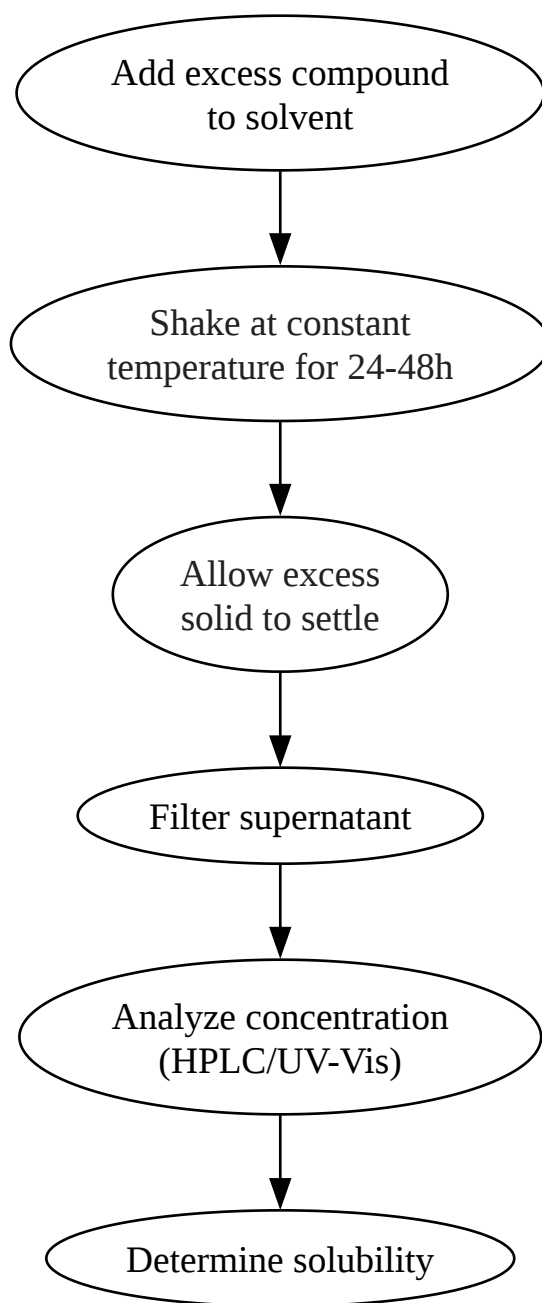 Add excess compound
to solvent
Shake at constant
temperature for 24-48h
Allow excess
solid to settle
Filter supernatant
Analyze concentration
(HPLC/UV-Vis)
Determine solubility